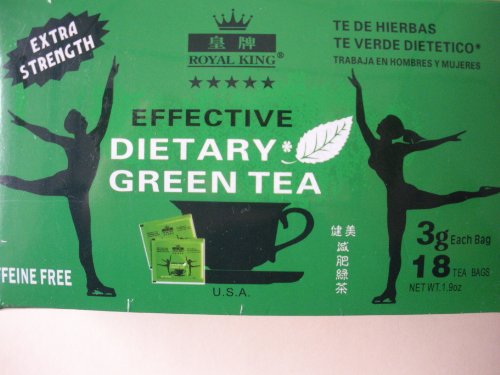 EXTRA
STRENGTH
皇牌
ROYAL KING®
TE DE HIERBAS
TE VERDE DIETETICO*
TRABAJA EN HOMBRES Y MUJERES
EFFECTIVE
DIETARY*
GREEN TEA
健美
減肥綠茶
3g Each Bag
18 TEA BAGS
NET WT. 1.9oz
FFEINE FREE
U.S.A.